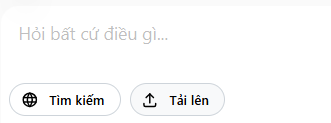 Hỏi bất cứ điều gì...
Tìm kiếm Tải lên